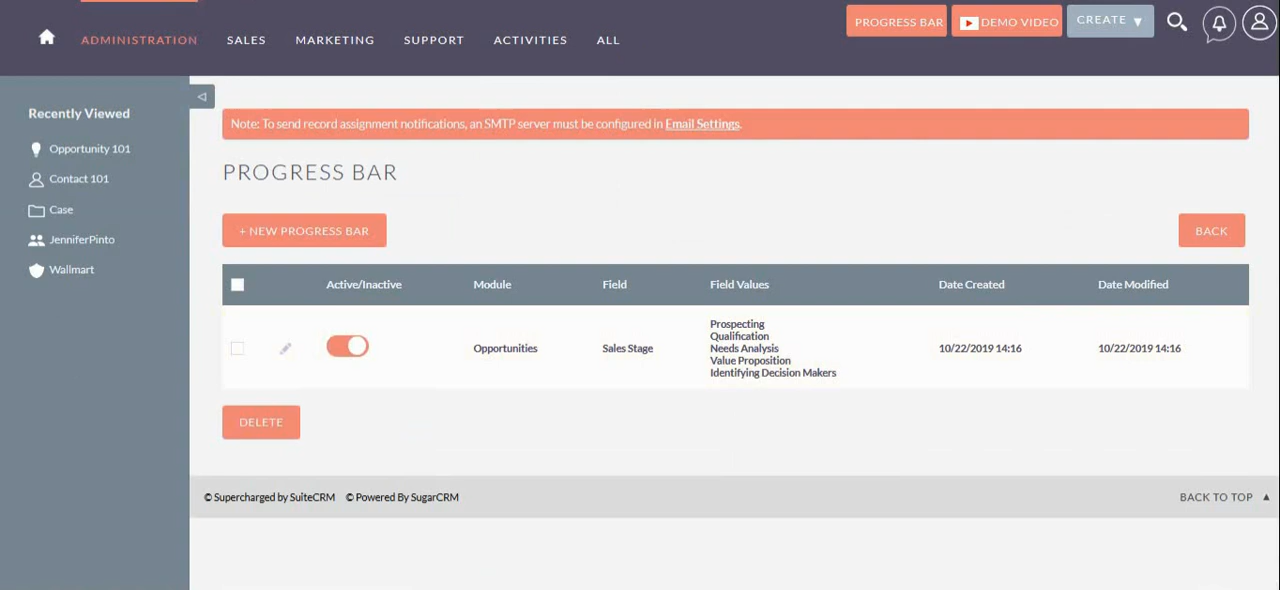 ADMINISTRATION SALES MARKETING SUPPORT ACTIVITIES ALL PROGRESS BAR DEMO VIDEO CREATE ▼
Recently Viewed
Opportunity 101
Contact 101
Case
JenniferPinto
Wallmart
Note: To send record assignment notifications, an SMTP server must be configured in Email Settings.
PROGRESS BAR
+ NEW PROGRESS BAR BACK
Active/Inactive Module Field Field Values Date Created Date Modified
Opportunities Sales Stage Prospecting
Qualification
Needs Analysis
Value Proposition
Identifying Decision Makers
10/22/2019 14:16 10/22/2019 14:16
DELETE
© Supercharged by SuiteCRM © Powered By SugarCRM BACK TO TOP ▲